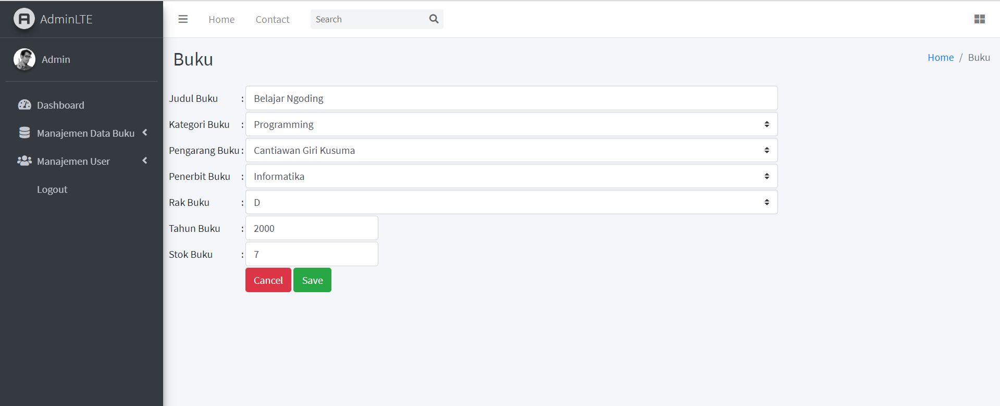 AdminLTE
Home Contact Search
Admin
Dashboard
Manajemen Data Buku
Manajemen User
Logout
Buku
Home / Buku
Judul Buku : Belajar Ngoding
Kategori Buku : Programming
Pengarang Buku : Cantiawan Giri Kusuma
Penerbit Buku : Informatika
Rak Buku : D
Tahun Buku : 2000
Stok Buku : 7
Cancel Save